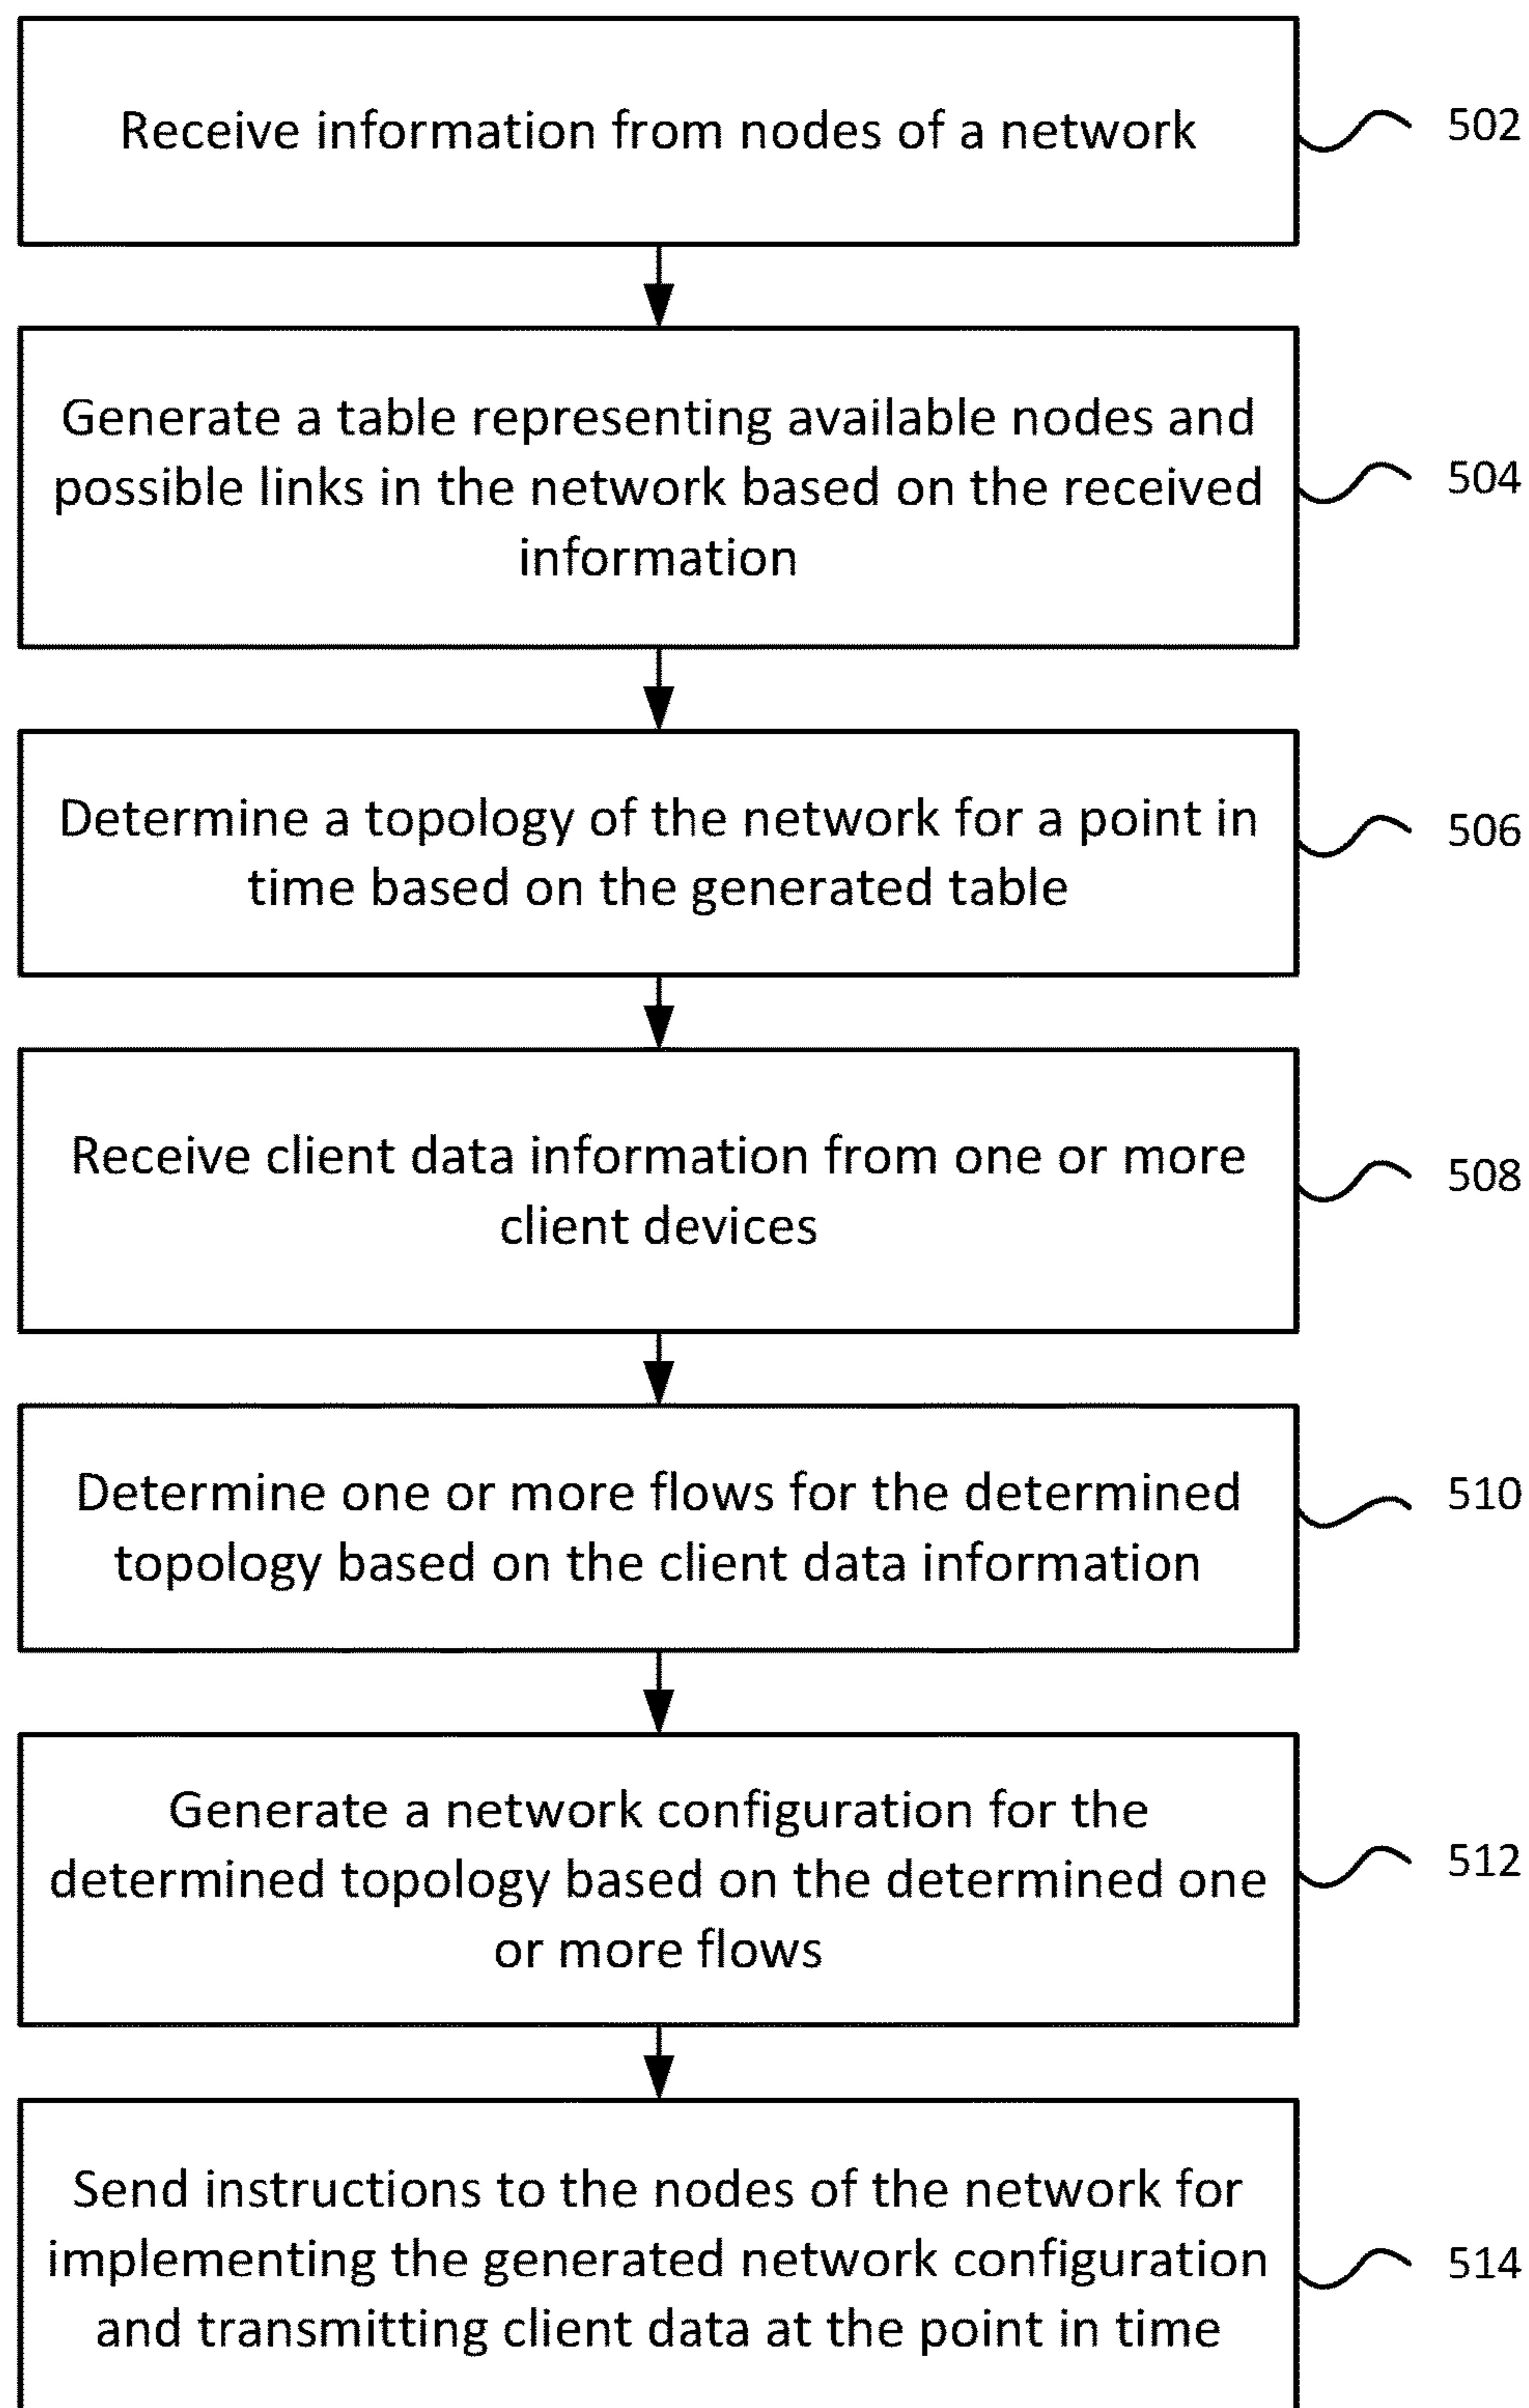 Receive information from nodes of a network
502
Generate a table representing available nodes and
possible links in the network based on the received
information
504
Determine a topology of the network for a point in
time based on the generated table
506
Receive client data information from one or more
client devices
508
Determine one or more flows for the determined
topology based on the client data information
510
Generate a network configuration for the
determined topology based on the determined one
or more flows
512
Send instructions to the nodes of the network for
implementing the generated network configuration
and transmitting client data at the point in time
514